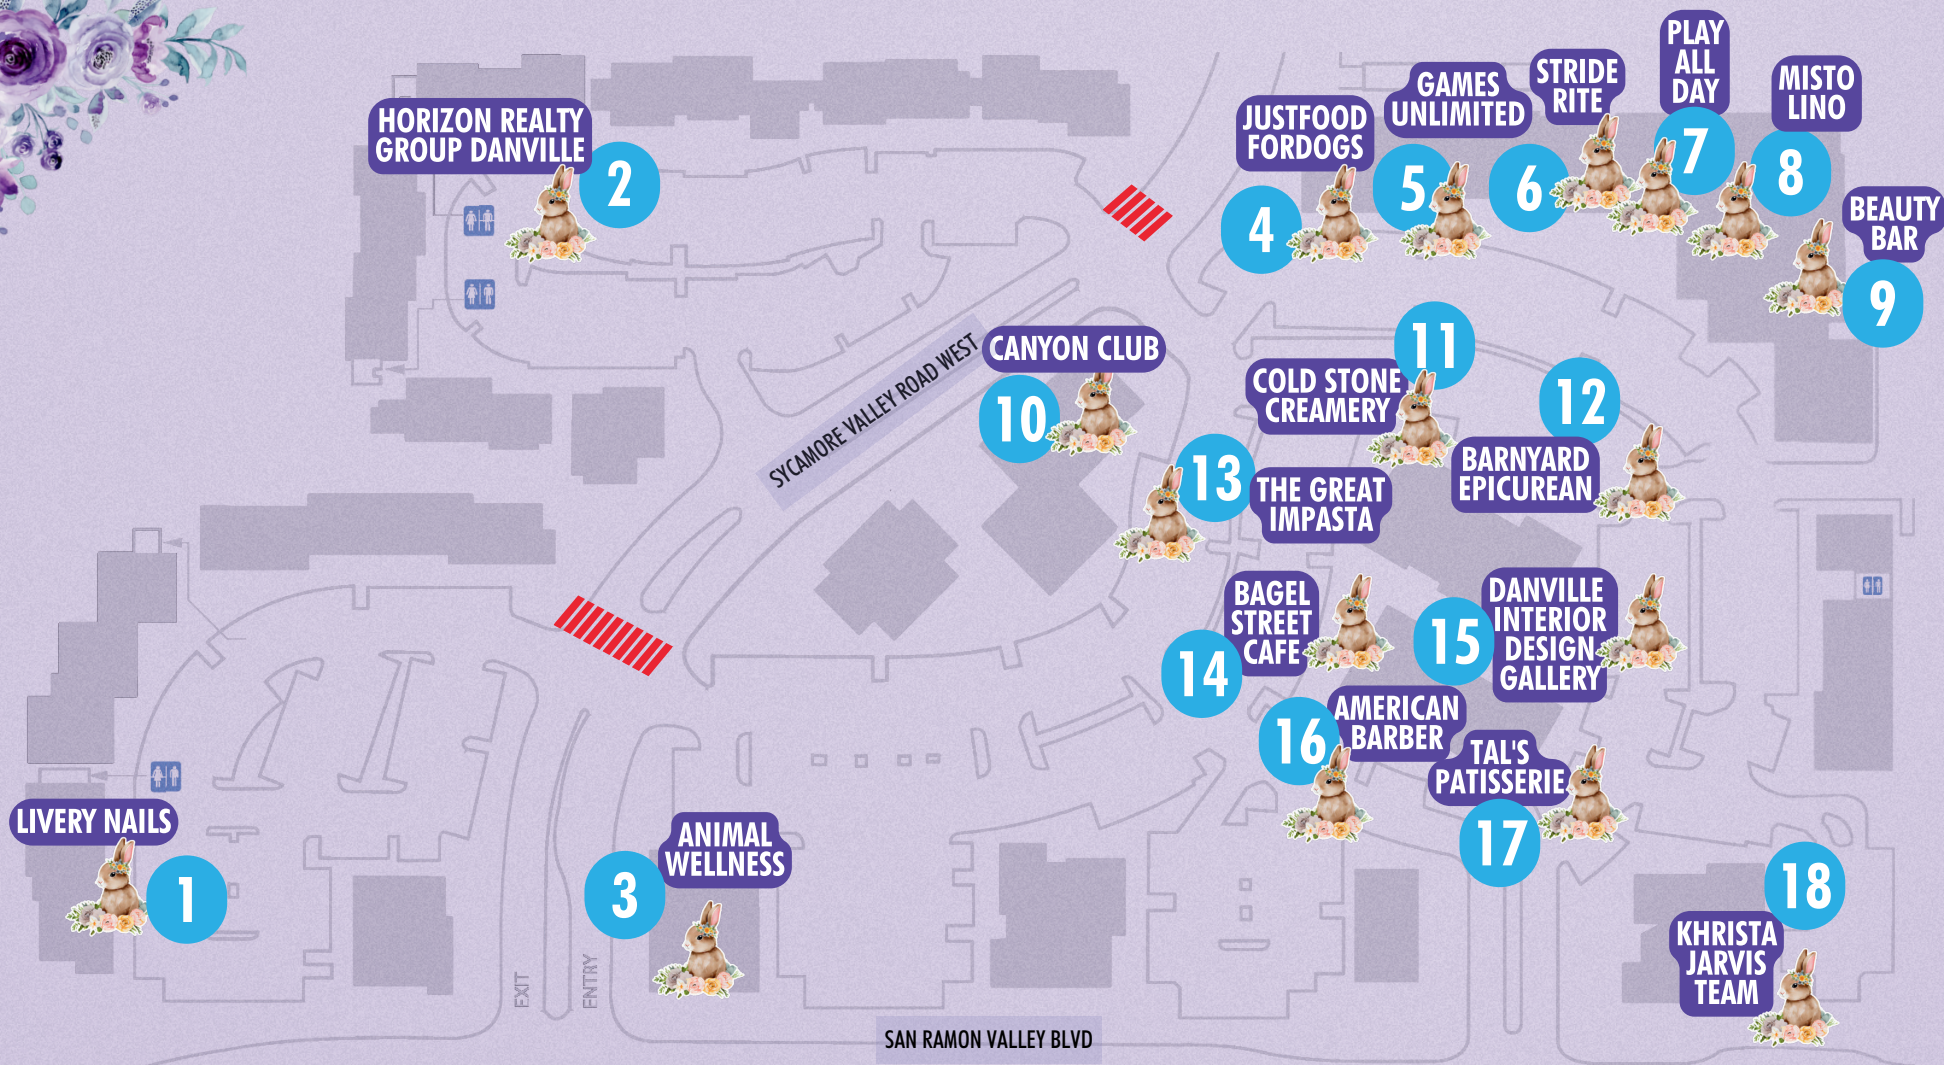 HORIZON REALTY
GROUP DANVILLE
2
JUSTFOOD
FORDOGS
4
GAMES
UNLIMITED
5
STRIDE
RITE
6
PLAY
ALL
DAY
7
MISTO
LINO
8
BEAUTY
BAR
9
SYCAMORE VALLEY ROAD WEST
CANYON CLUB
10
11
COLD STONE
CREAMERY
12
BARNYARD
EPICUREAN
13
THE GREAT
IMPASTA
BAGEL
STREET
CAFE
14
15
DANVILLE
INTERIOR
DESIGN
GALLERY
16
AMERICAN
BARBER
TAL'S
PATISSERIE
17
LIVERY NAILS
1
ANIMAL
WELLNESS
3
18
KHRISTA
JARVIS
TEAM
EXIT
ENTRY
SAN RAMON VALLEY BLVD